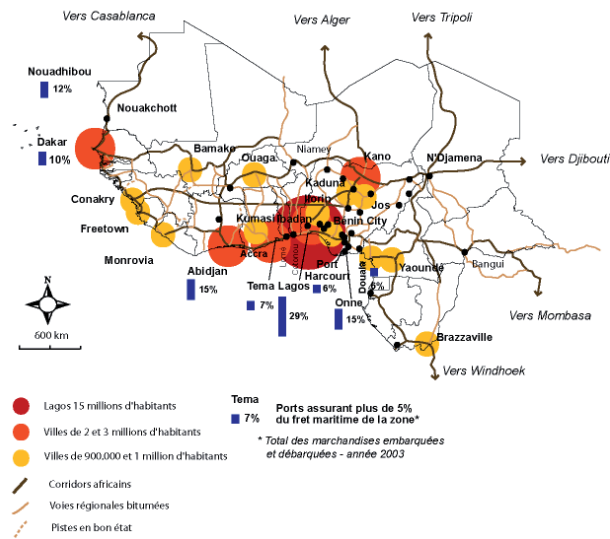 Vers Casablanca
Vers Alger
Vers Tripoli
Nouadhibou
12%
Nouakchott
Dakar
10%
Bamako
Ouaga.
Niamey
Kano
N'Djamena
Vers Djibouti
Kaduna
Ilorin
Jos
Conakry
Kumasi
Ibadan
Benin City
Freetown
Lomé
Cotonou
Monrovia
Accra
Abidjan
15%
Tema
7%
Lagos
29%
Port
Harcourt
6%
Onne
15%
Douala
6%
Yaoundé
Bangui
Vers Mombasa
Brazzaville
Vers Windhoek
600 km
Lagos 15 millions d'habitants
Villes de 2 et 3 millions d'habitants
Villes de 900,000 et 1 million d'habitants
Corridors africains
Voies régionales bitumées
Pistes en bon état
Tema
7%
Ports assurant plus de 5%
du fret maritime de la zone*
* Total des marchandises embarquées
et débarquées - année 2003